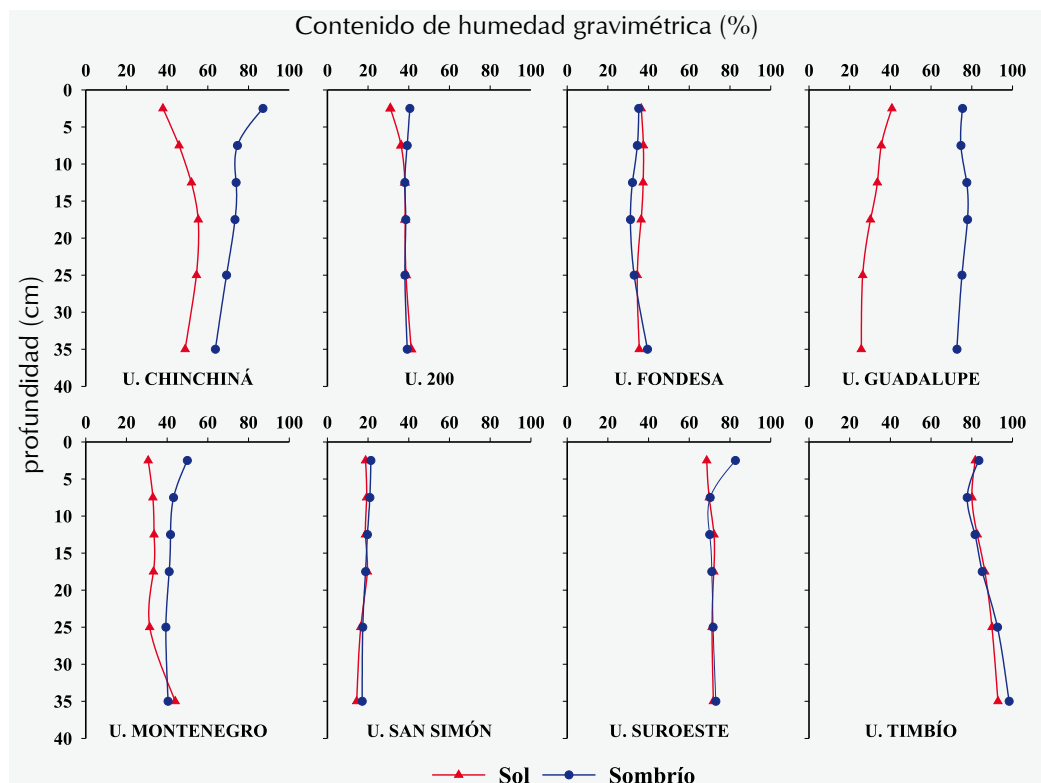 Contenido de humedad gravimétrica (%)
0 20 40 60 80 100 0 20 40 60 80 100 0 20 40 60 80 100 0 20 40 60 80 100
0
5
10
15
20
25
30
35
40
U. CHINCHINÁ U. 200 U. FONDESA U. GUADALUPE
profundidad (cm)
0 20 40 60 80 100 0 20 40 60 80 100 0 20 40 60 80 100 0 20 40 60 80 100
0
5
10
15
20
25
30
35
40
U. MONTENEGRO U. SAN SIMÓN U. SUROESTE U. TIMBÍO
Sol Sombrío